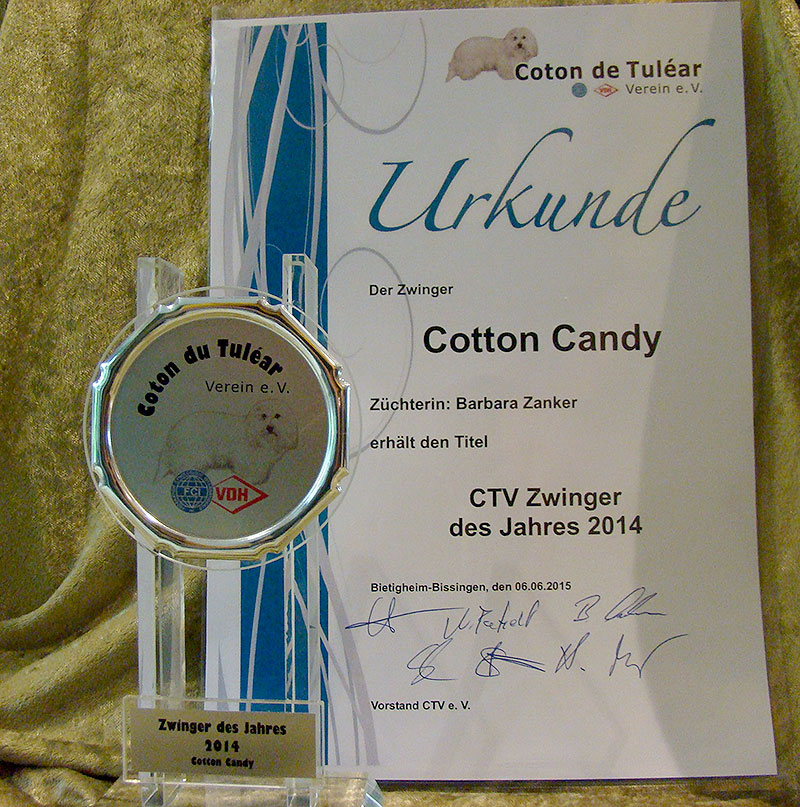 Coton de Tuléar
Verein e.V.
Urkunde
Der Zwinger
Cotton Candy
Züchterin: Barbara Zanker
erhält den Titel
CTV Zwinger
des Jahres 2014
Bietigheim-Bissingen, den 06.06.2015
Vorstand CTV e. V.
Coton du Tuléar
Verein e.V.
FCI
VDH
Zwinger des Jahres
2014
Cotton Candy